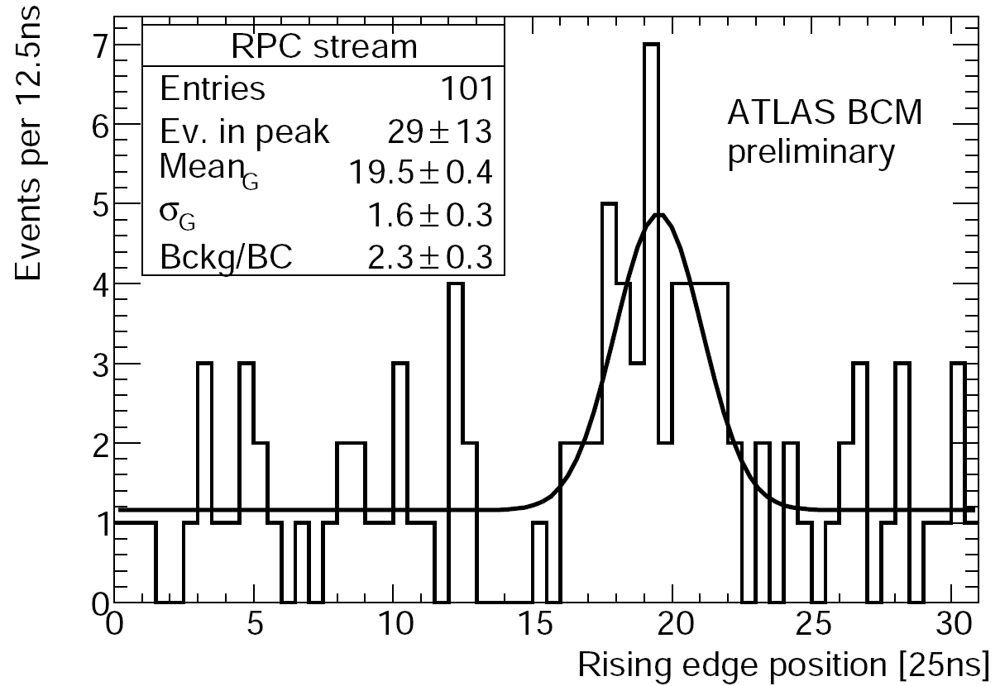 Events per 12.5ns
RPC stream
Entries 101
Ev. in peak 29±13
Mean_G 19.5±0.4
σ_G 1.6±0.3
Bckg/BC 2.3±0.3
ATLAS BCM
preliminary
7
6
5
4
3
2
1
0
0 5 10 15 20 25 30
Rising edge position [25ns]